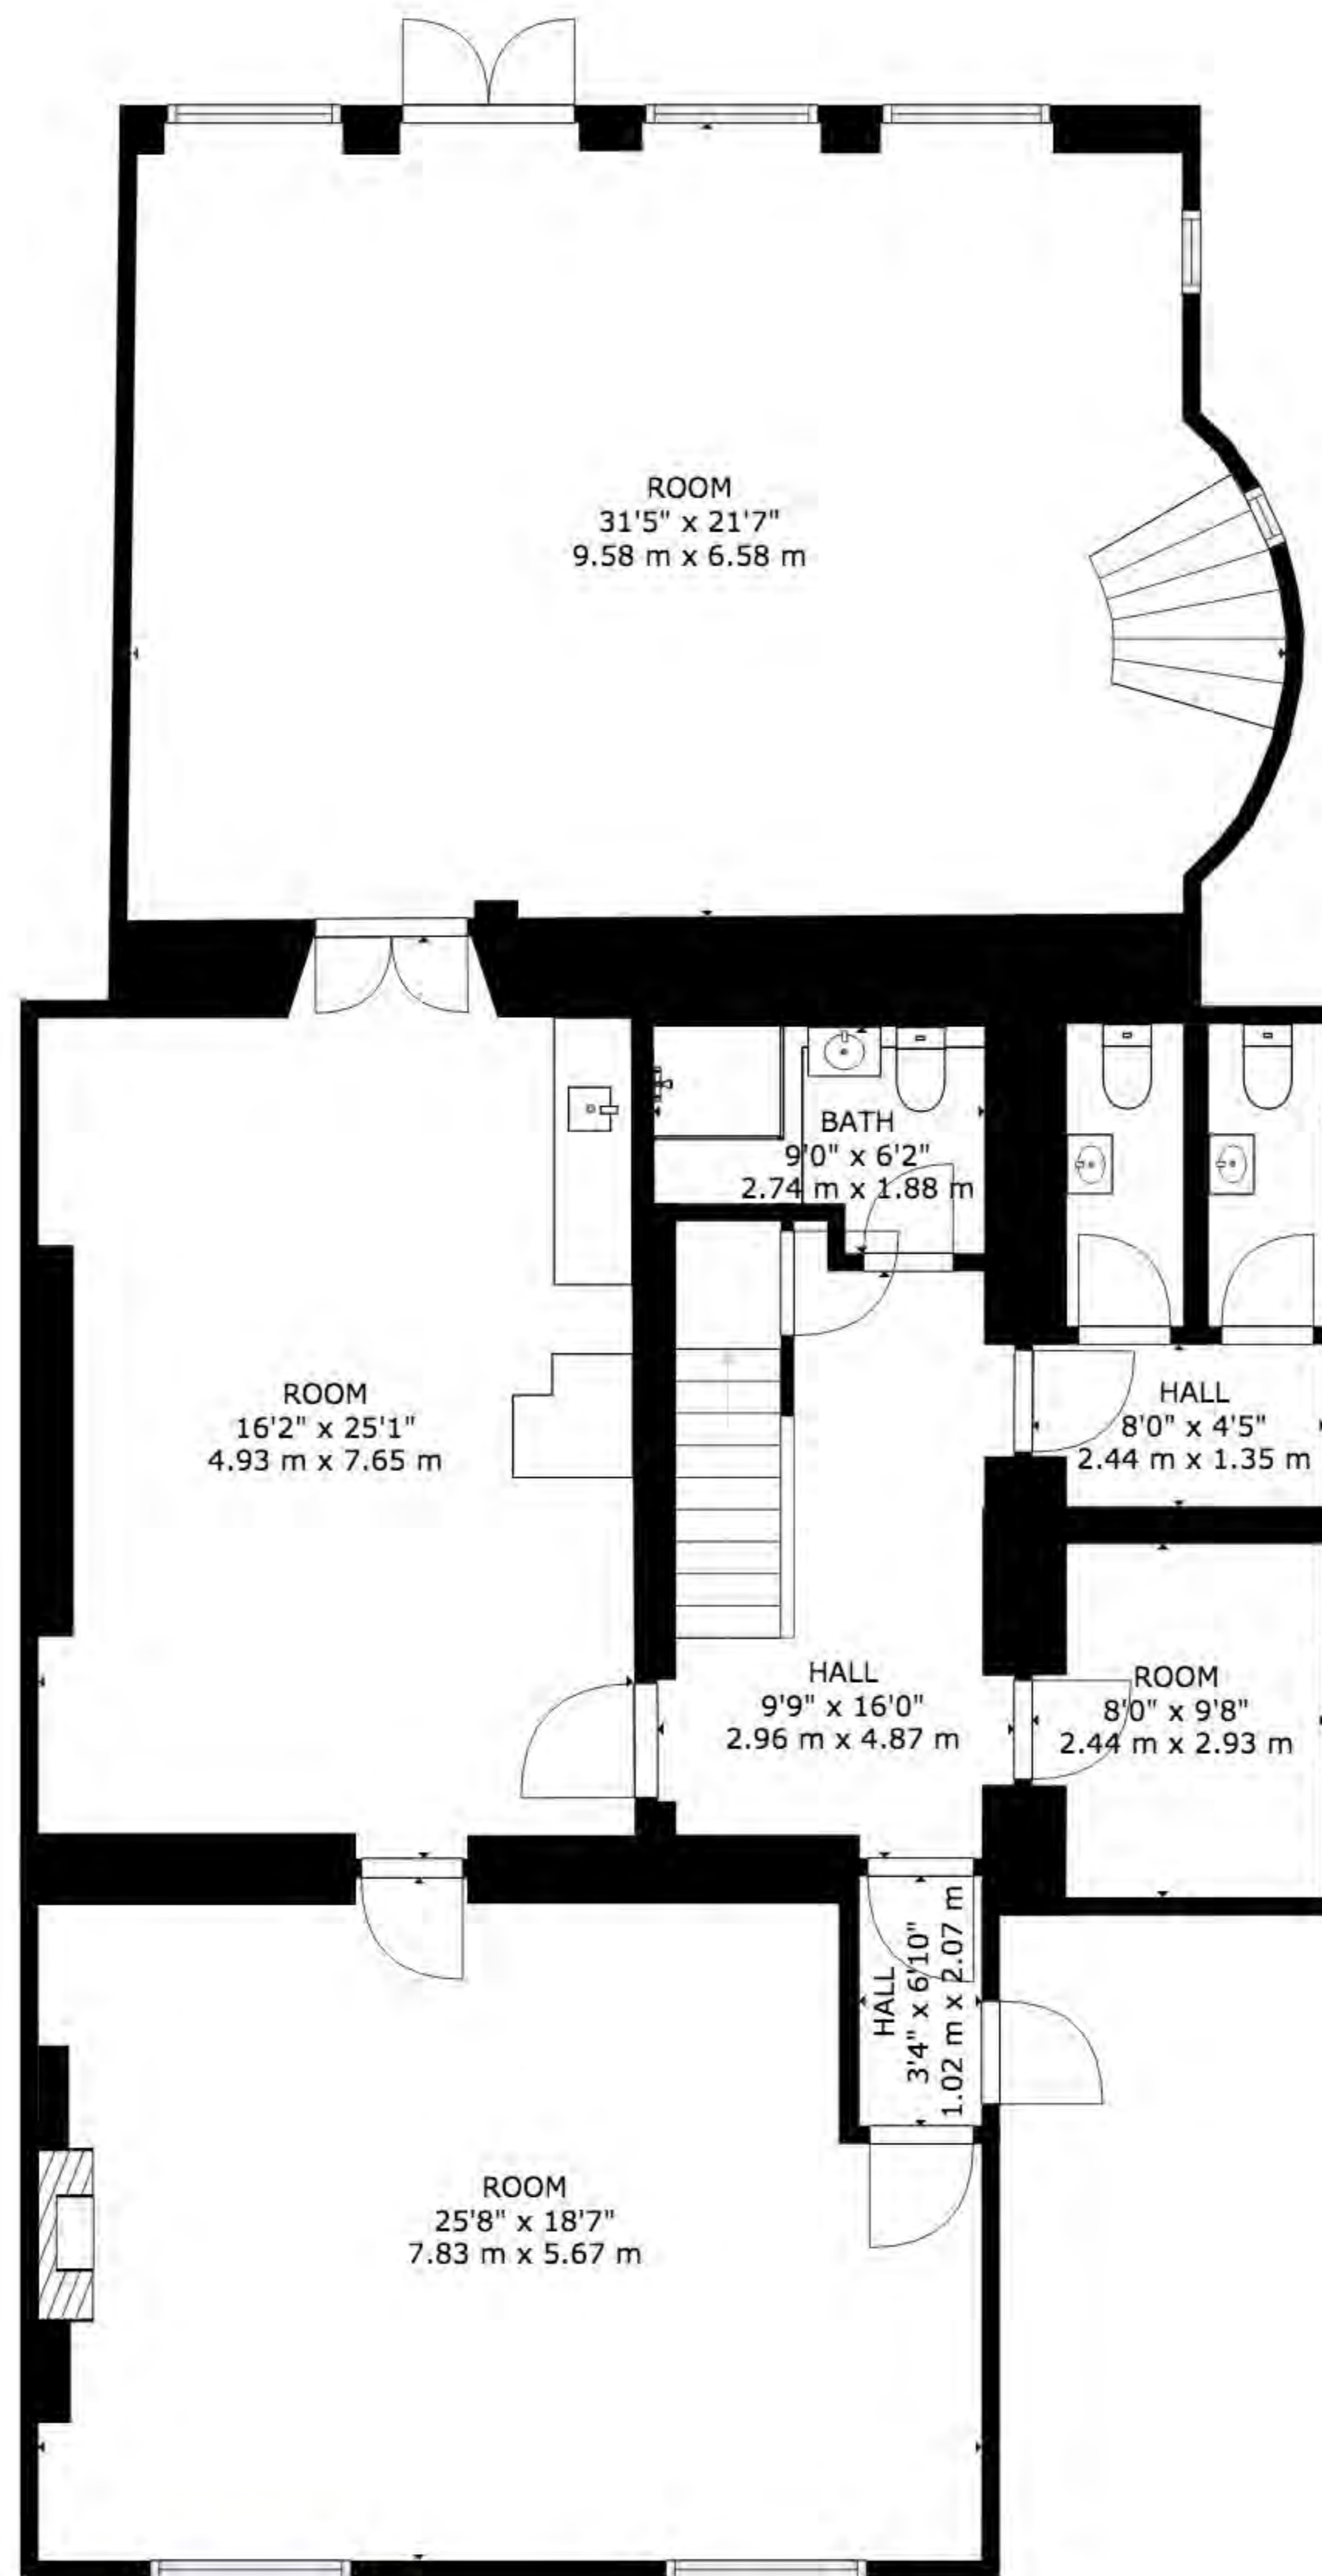 ROOM
31'5" x 21'7"
9.58 m x 6.58 m
BATH
9'0" x 6'2"
2.74 m x 1.88 m
ROOM
16'2" x 25'1"
4.93 m x 7.65 m
HALL
8'0" x 4'5"
2.44 m x 1.35 m
HALL
9'9" x 16'0"
2.96 m x 4.87 m
ROOM
8'0" x 9'8"
2.44 m x 2.93 m
HALL
3'4" x 6'10"
1.02 m x 2.07 m
ROOM
25'8" x 18'7"
7.83 m x 5.67 m